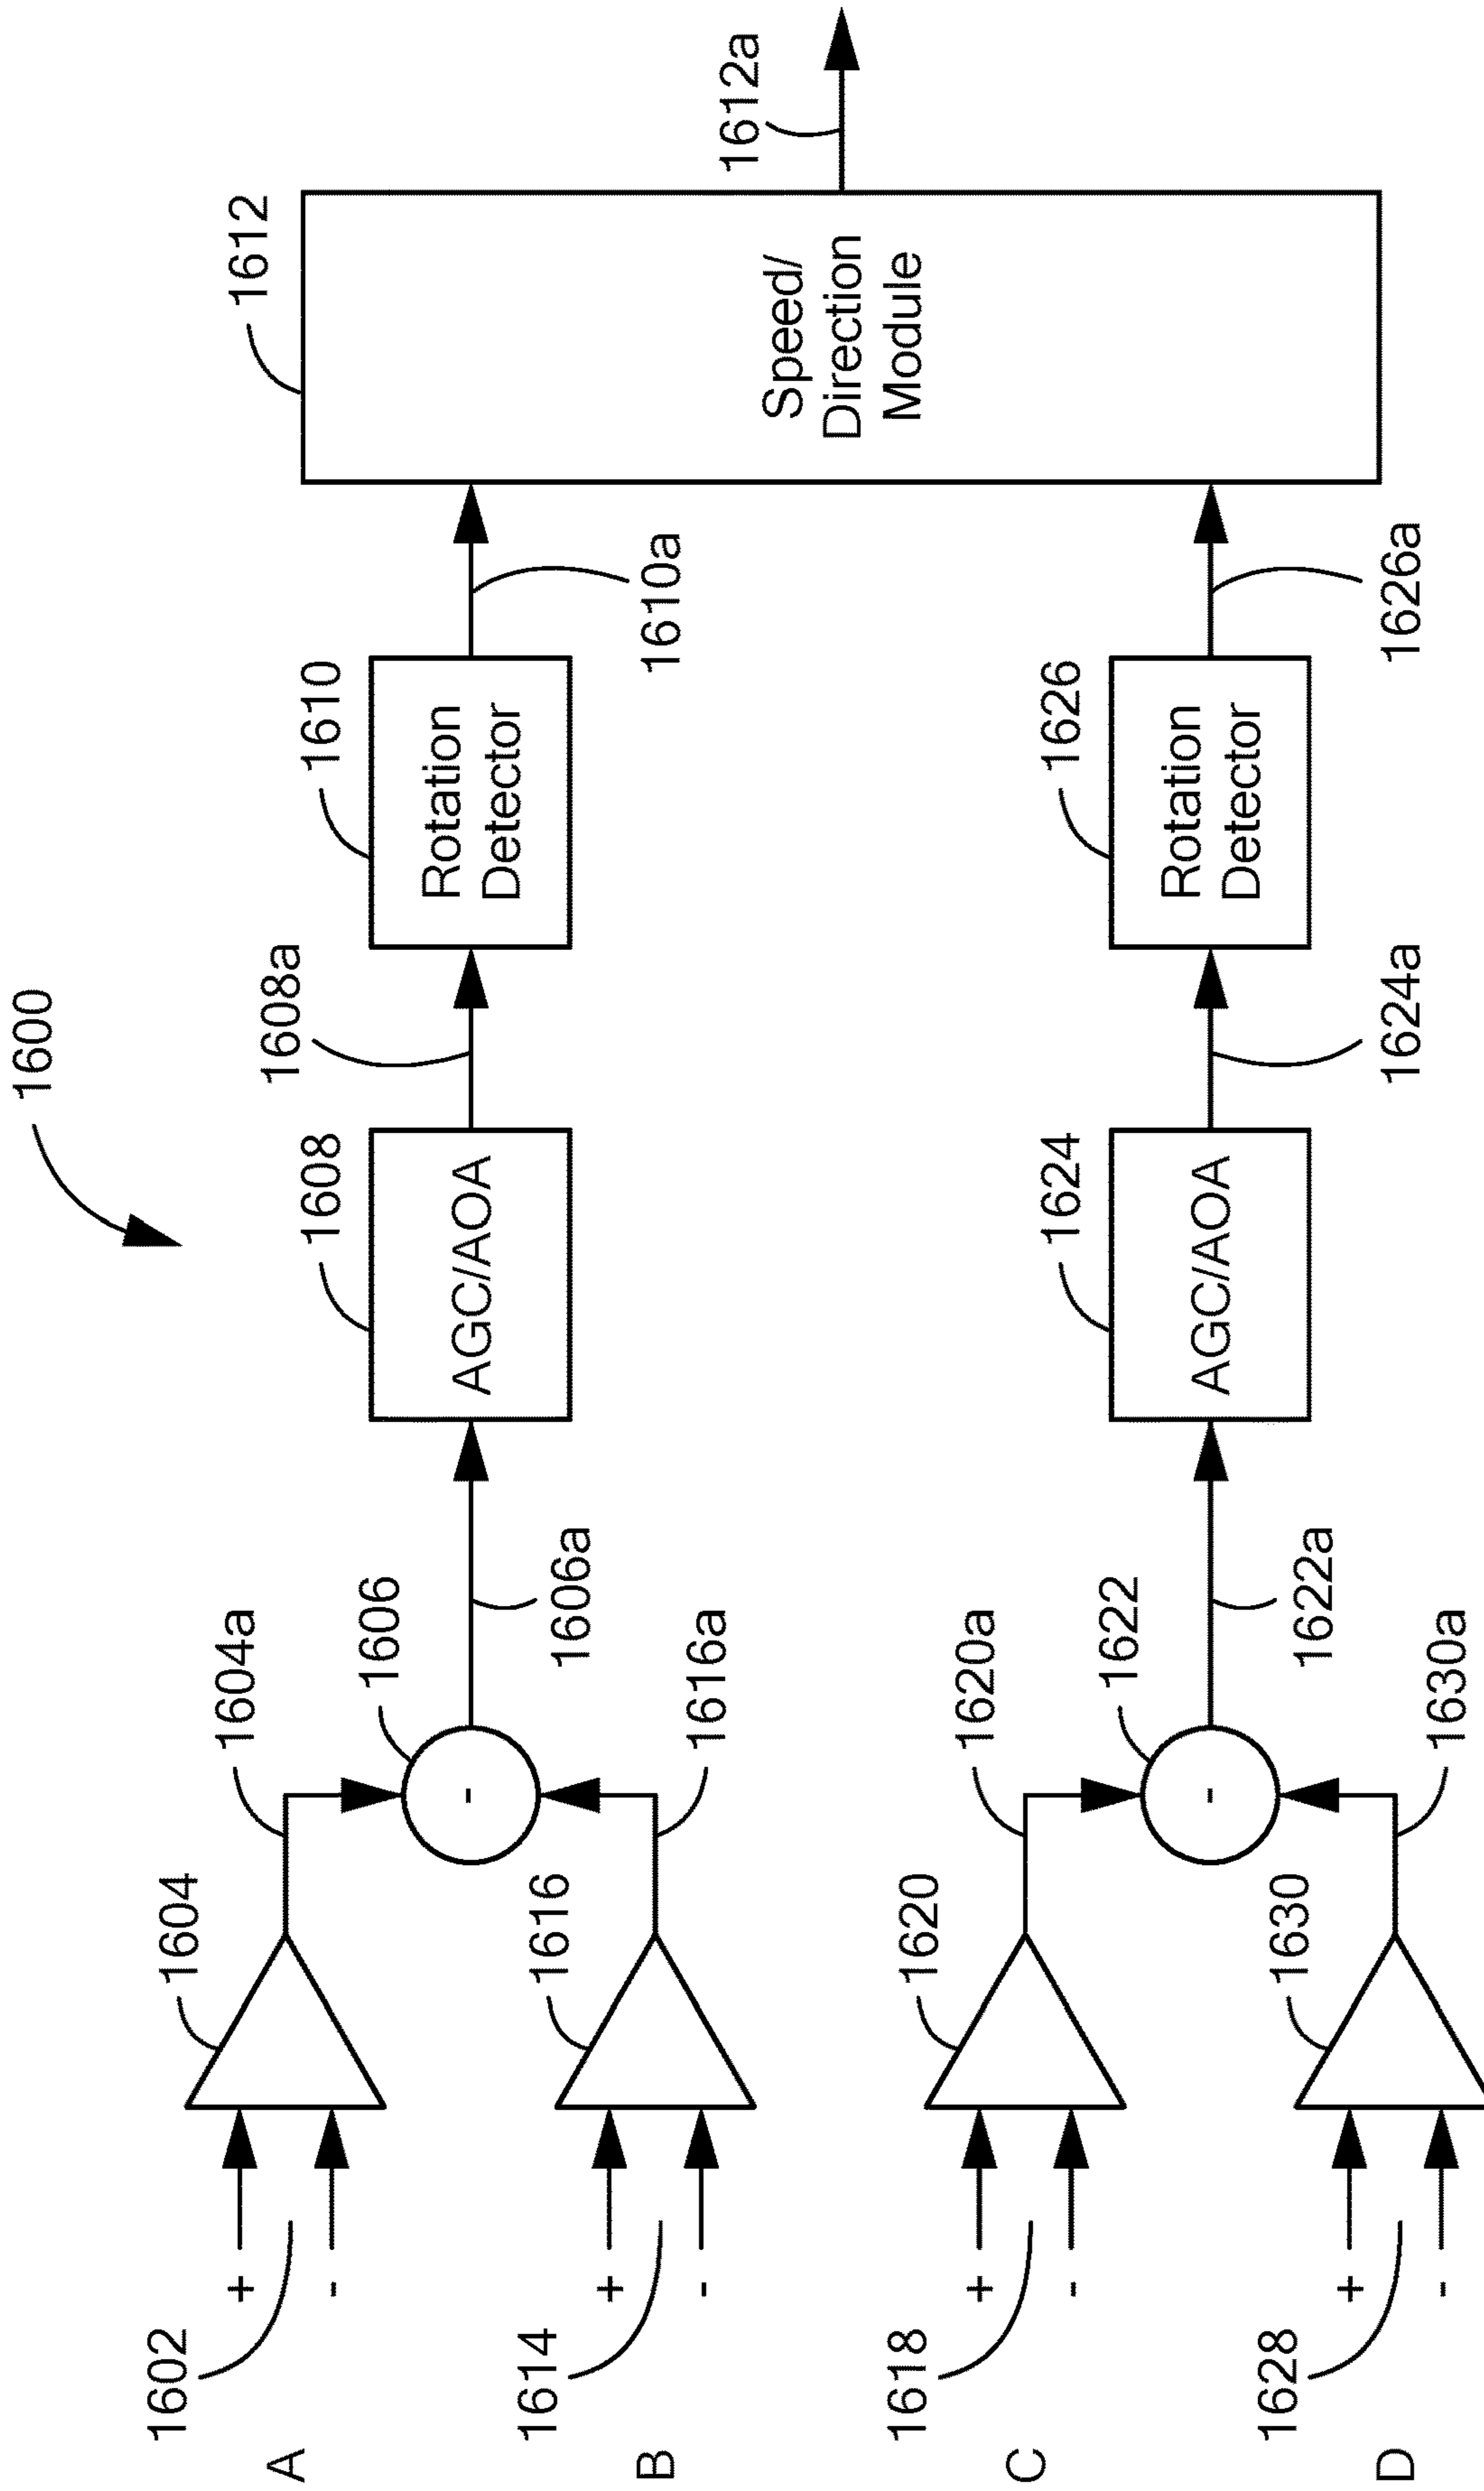 1600
A
1602
+
-
1604
1604a
1606
-
1606a
1608
AGC/AOA
1608a
1610
Rotation
Detector
1610a
1612
Speed/
Direction
Module
1612a
B
1614
+
-
1616
1616a
C
1618
+
-
1620
1620a
1622
-
1622a
1624
AGC/AOA
1624a
1626
Rotation
Detector
1626a
D
1628
+
-
1630
1630a